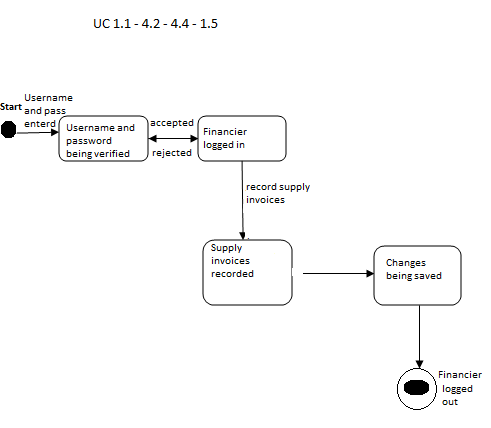 UC 1.1 - 4.2 - 4.4 - 1.5
Start
Username
and pass
enterd
Username and
password
being verified
accepted
rejected
Financier
logged in
record supply
invoices
Supply
invoices
recorded
Changes
being saved
Financier
logged
out